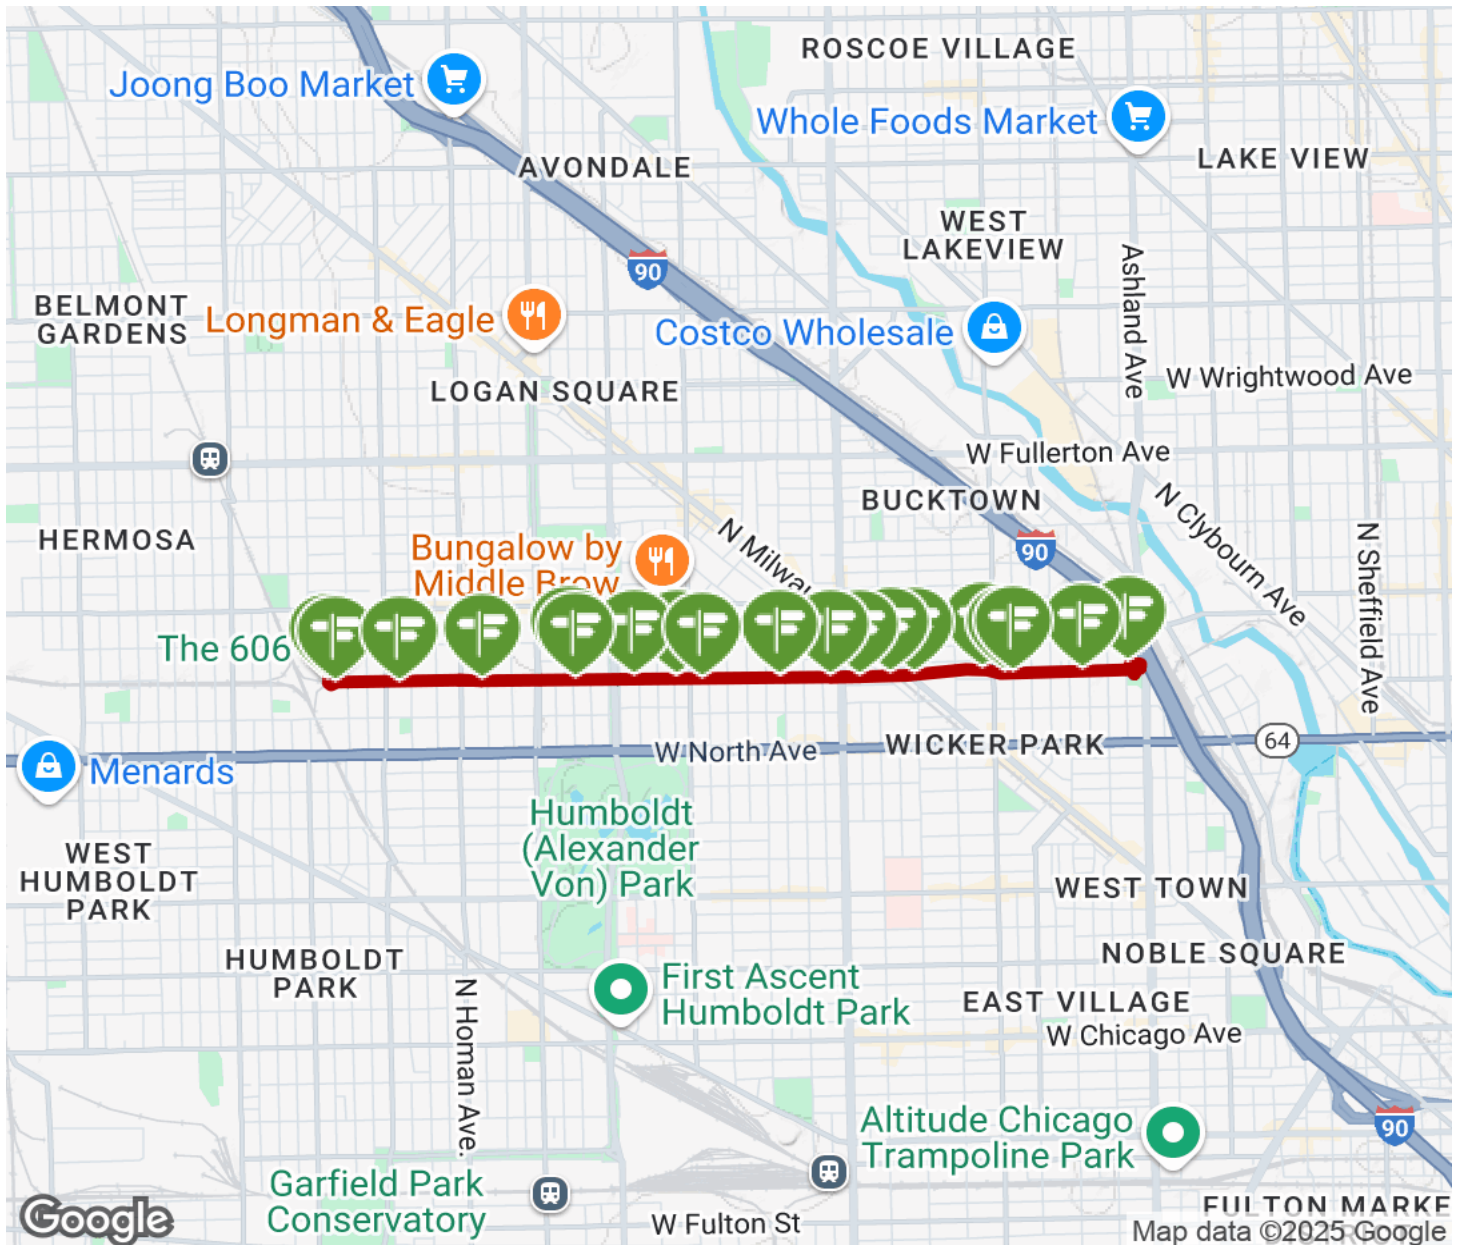 ROSCOE VILLAGE
Joong Boo Market
Whole Foods Market
AVONDALE
LAKE VIEW
WEST
LAKEVIEW
Ashland Ave
90
BELMONT
GARDENS
Longman & Eagle
Costco Wholesale
LOGAN SQUARE
W Wrightwood Ave
W Fullerton Ave
BUCKTOWN
N Clybourn Ave
HERMOSA
Bungalow by
Middle Brow
N Milwau
90
N Sheffield Ave
The 606
W North Ave
WICKER PARK
64
Menards
Humboldt
(Alexander
Von) Park
WEST
HUMBOLDT
PARK
WEST TOWN
NOBLE SQUARE
HUMBOLDT
PARK
First Ascent
Humboldt Park
EAST VILLAGE
W Chicago Ave
N Homan Ave.
Altitude Chicago
Trampoline Park
90
Garfield Park
Conservatory
W Fulton St
FULTON MARKE
Google
Map data ©2025 Google